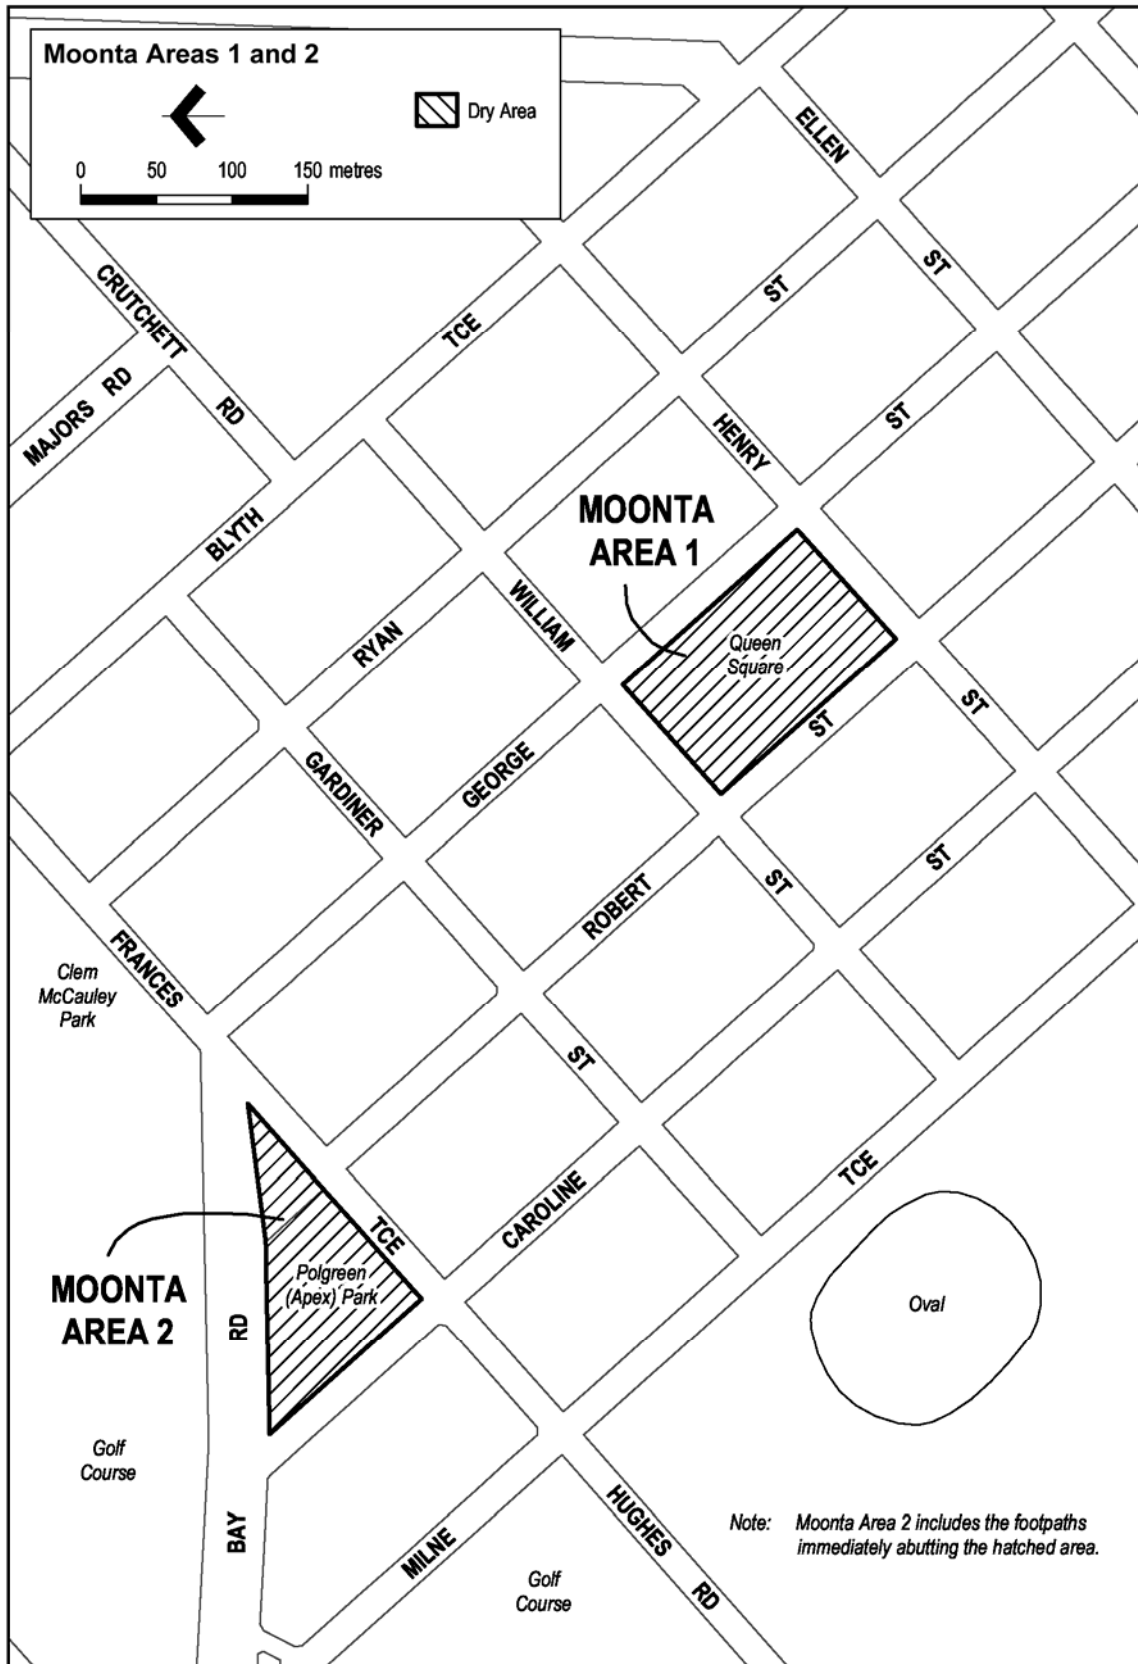 Moonta Areas 1 and 2
Dry Area
0 50 100 150 metres
ELLEN
ST
CRUTCHETT
RD
MAJORS RD
TCE
ST
ST
HENRY
BLYTH
MOONTA
AREA 1
RYAN
WILLIAM
Queen
Square
ST
ST
GARDINER
GEORGE
ST
ST
ROBERT
FRANCES
Clem
McCauley
Park
ST
TCE
CAROLINE
TCE
MOONTA
AREA 2
Polgreen
(Apex) Park
RD
Oval
Golf
Course
BAY
MILNE
HUGHES
RD
Golf
Course
Note: Moonta Area 2 includes the footpaths
immediately abutting the hatched area.